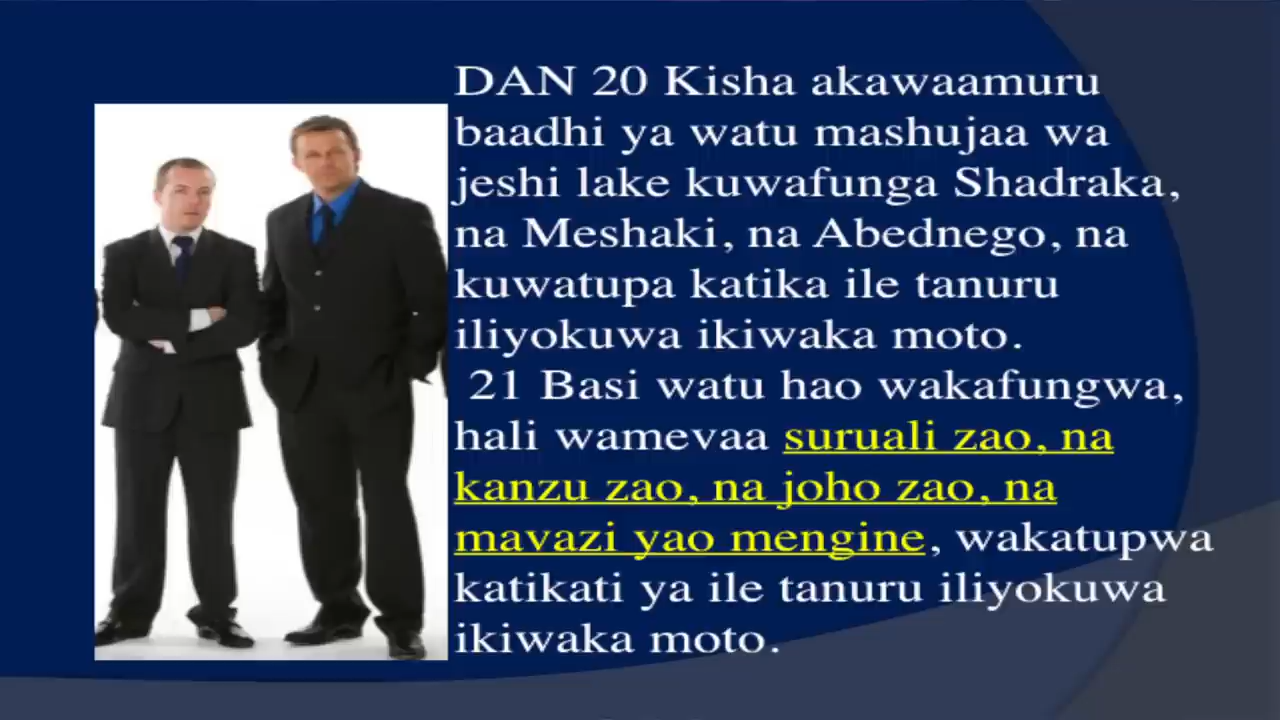 DAN 20 Kisha akawaamuru
baadhi ya watu mashujaa wa
jeshi lake kuwafunga Shadraka,
na Meshaki, na Abednego, na
kuwatupa katika ile tanuru
iliyokuwa ikiwaka moto.
21 Basi watu hao wakafungwa,
hali wamevaa suruali zao, na
kanzu zao, na joho zao, na
mavazi yao mengine, wakatupwa
katikati ya ile tanuru iliyokuwa
ikiwaka moto.